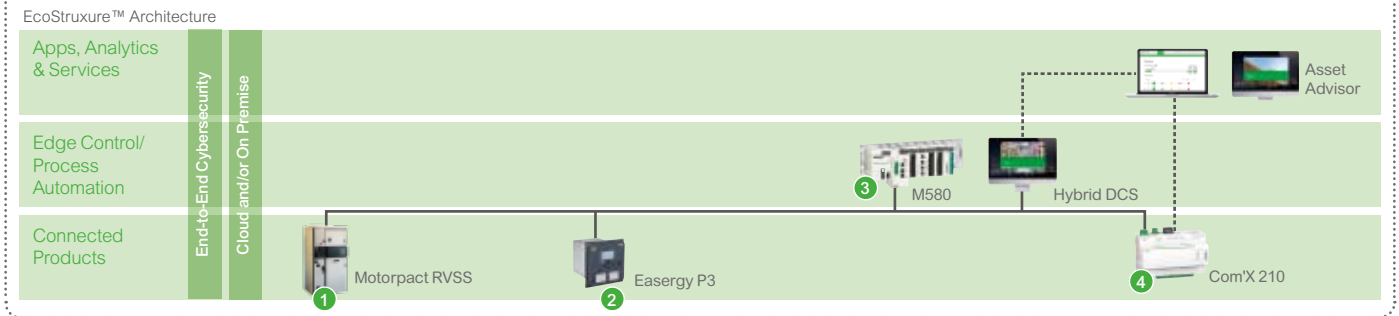 EcoStruxure™ Architecture
Apps, Analytics
& Services
End-to-End Cybersecurity
Cloud and/or On Premise
Asset
Advisor
Edge Control/
Process
Automation
3
M580
Hybrid DCS
Connected
Products
Motorpact RVSS
1
Easergy P3
2
Com'X 210
4